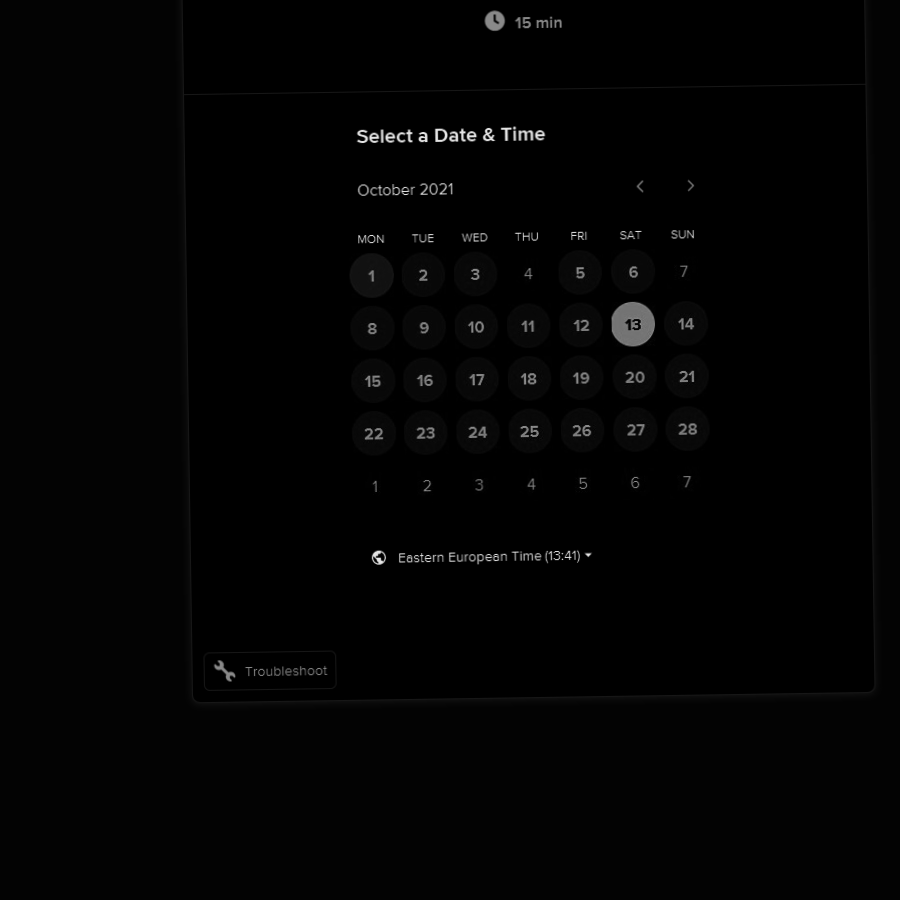 15 min
Select a Date & Time
October 2021
MON TUE WED THU FRI SAT SUN
1 2 3 4 5 6 7
8 9 10 11 12 13 14
15 16 17 18 19 20 21
22 23 24 25 26 27 28
1 2 3 4 5 6 7
Eastern European Time (13:41)
Troubleshoot